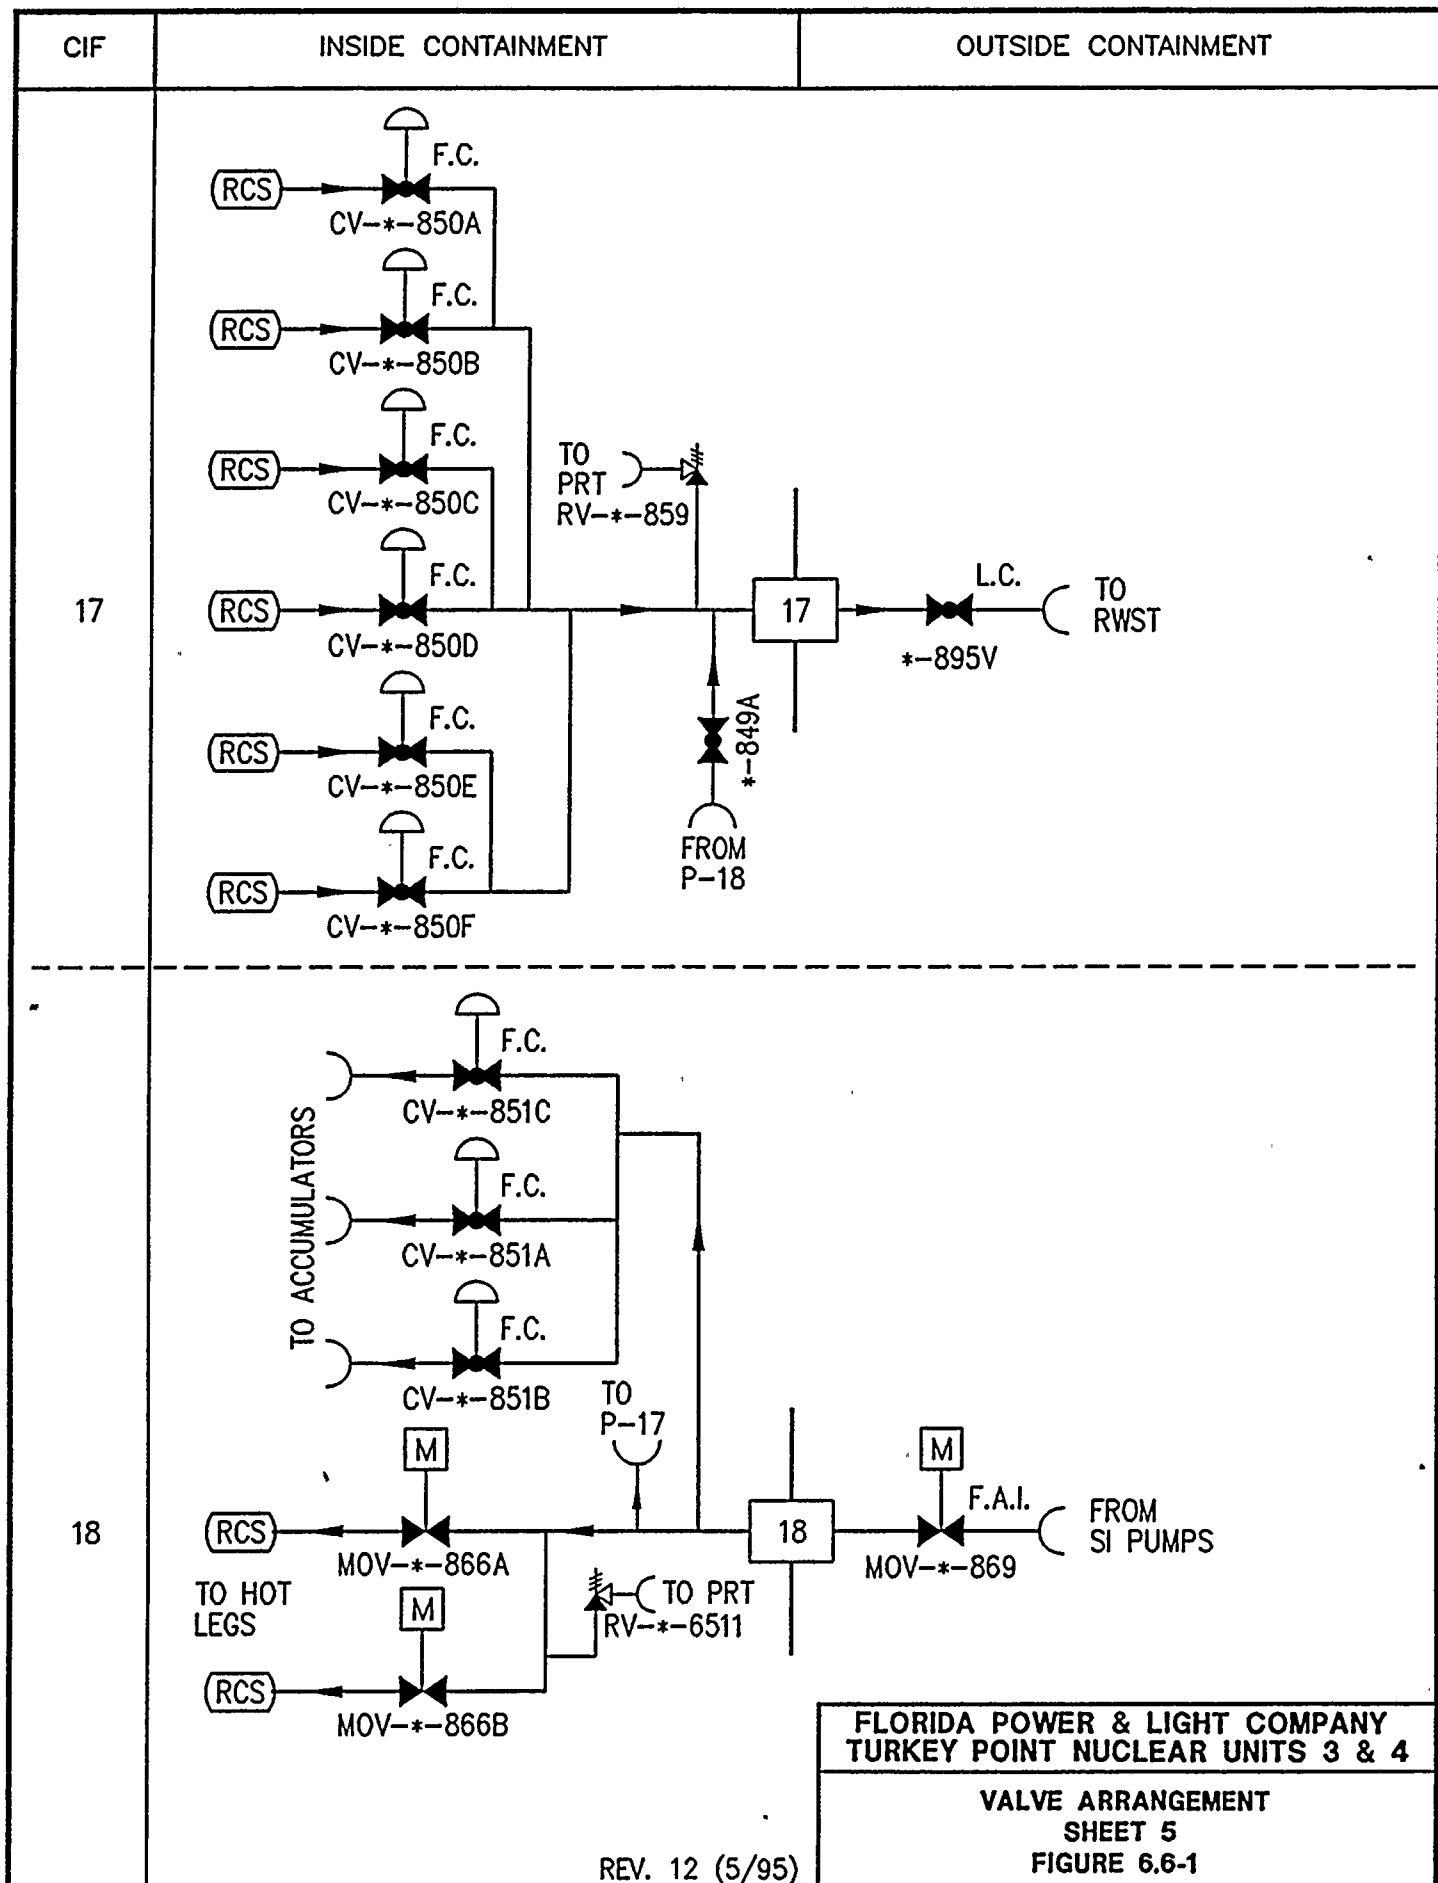 CIF
INSIDE CONTAINMENT
OUTSIDE CONTAINMENT
17
RCS
F.C.
CV-*-850A
RCS
F.C.
CV-*-850B
RCS
F.C.
CV-*-850C
RCS
F.C.
CV-*-850D
RCS
F.C.
CV-*-850E
RCS
F.C.
CV-*-850F
TO
PRT
RV-*-859
17
L.C.
*-895V
TO
RWST
*-849A
FROM
P-18
18
TO ACCUMULATORS
F.C.
CV-*-851C
F.C.
CV-*-851A
F.C.
CV-*-851B
TO
P-17
M
RCS
MOV-*-866A
TO HOT
LEGS
M
RCS
MOV-*-866B
TO PRT
RV-*-6511
18
M
F.A.I.
MOV-*-869
FROM
SI PUMPS
FLORIDA POWER & LIGHT COMPANY
TURKEY POINT NUCLEAR UNITS 3 & 4
VALVE ARRANGEMENT
SHEET 5
FIGURE 6.6-1
REV. 12 (5/95)